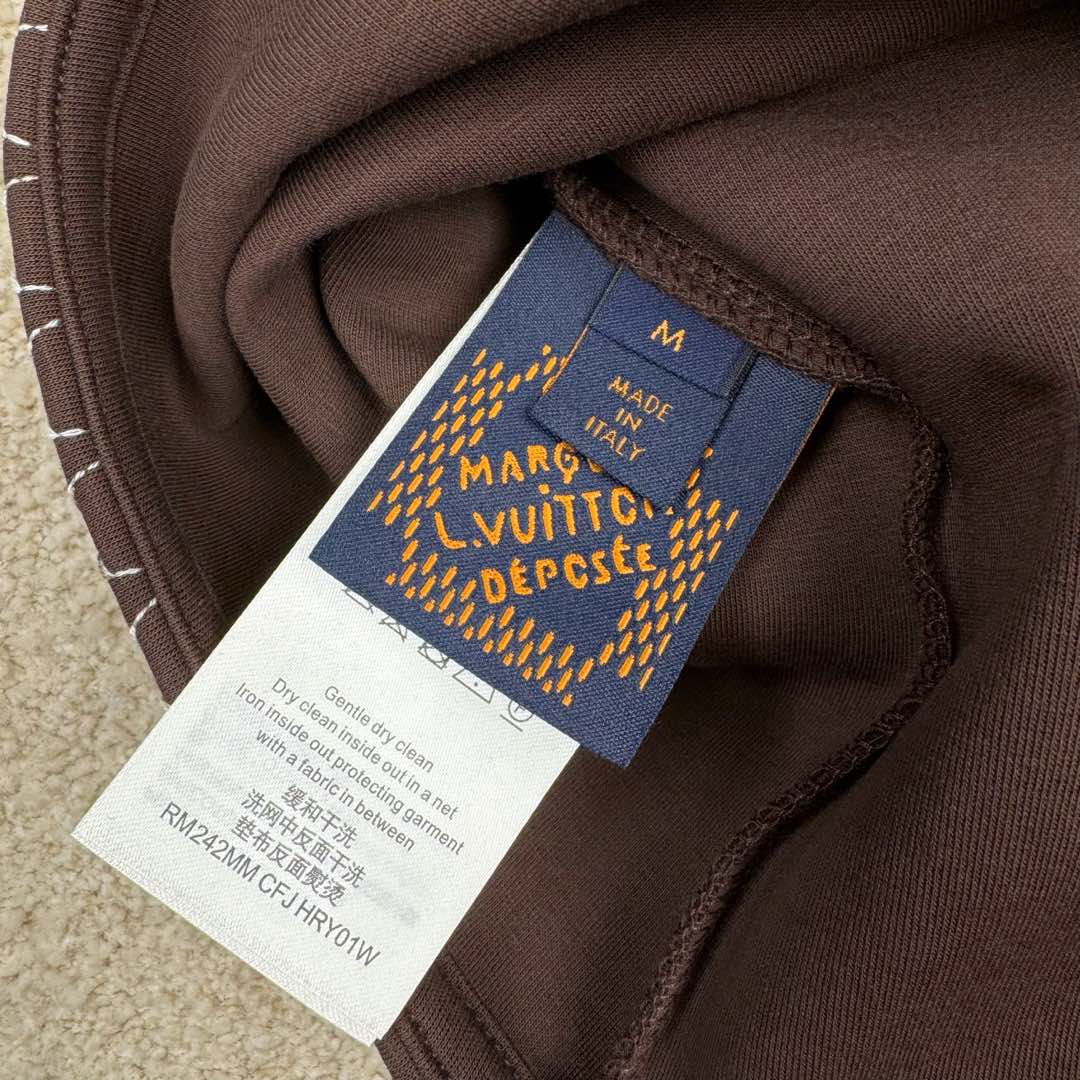 M
MADE
IN
ITALY
L.VUITTON
DÉPOSÉE
Gentle dry clean
Dry clean inside out in a net
Iron inside out protecting garment
with a fabric in between
缓和干洗
洗网中反面干洗
垫布反面熨烫
RM242MM CFJ HRY01W